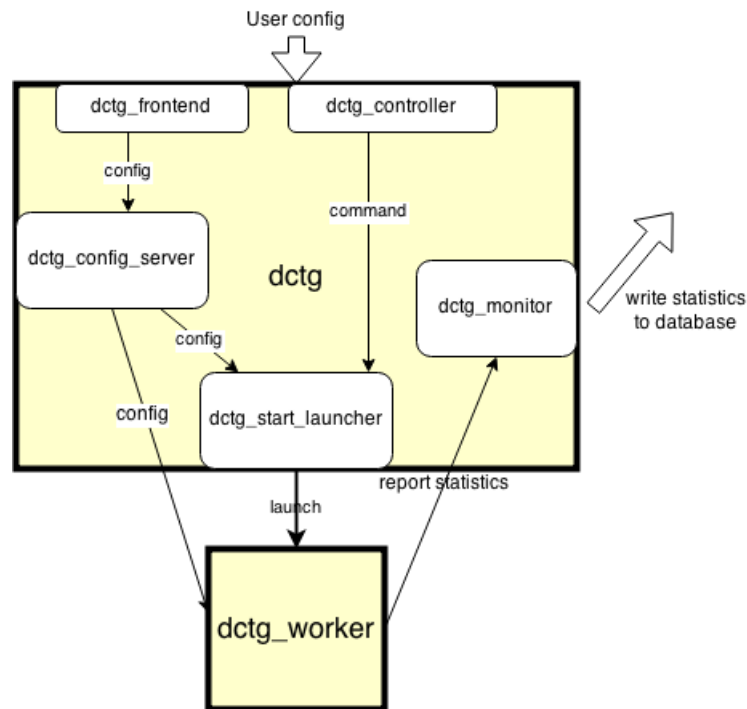 User config
dctg_frontend
dctg_controller
config
command
dctg_config_server
dctg
dctg_monitor
write statistics
to database
config
config
dctg_start_launcher
report statistics
launch
dctg_worker